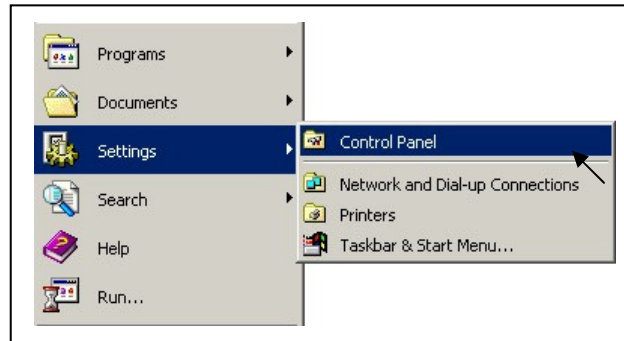 Programs
Documents
Settings
Search
Help
Run...
Control Panel
Network and Dial-up Connections
Printers
Taskbar & Start Menu...